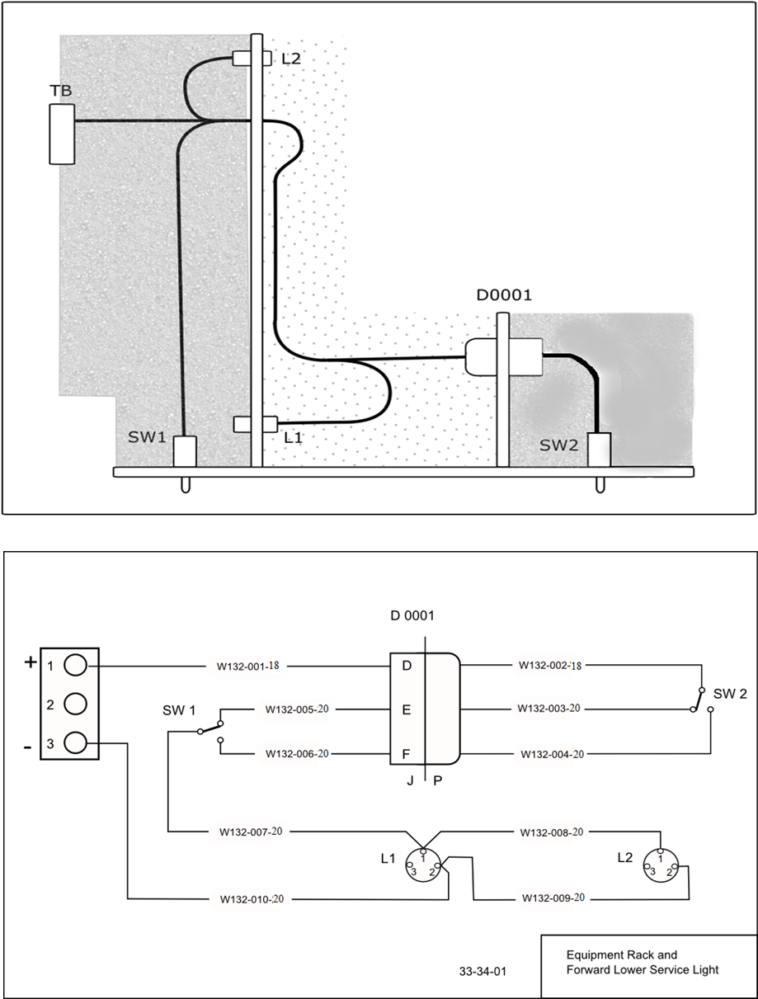 L2
TB
D0001
SW1
L1
SW2
D 0001
+
1
W132-001-18
D
W132-002-18
2
SW 1
W132-005-20
E
W132-003-20
SW 2
-
3
W132-006-20
F
W132-004-20
J P
W132-007-20
W132-008-20
L1
1
3 2
L2
1
3 2
W132-010-20
W132-009-20
33-34-01
Equipment Rack and
Forward Lower Service Light